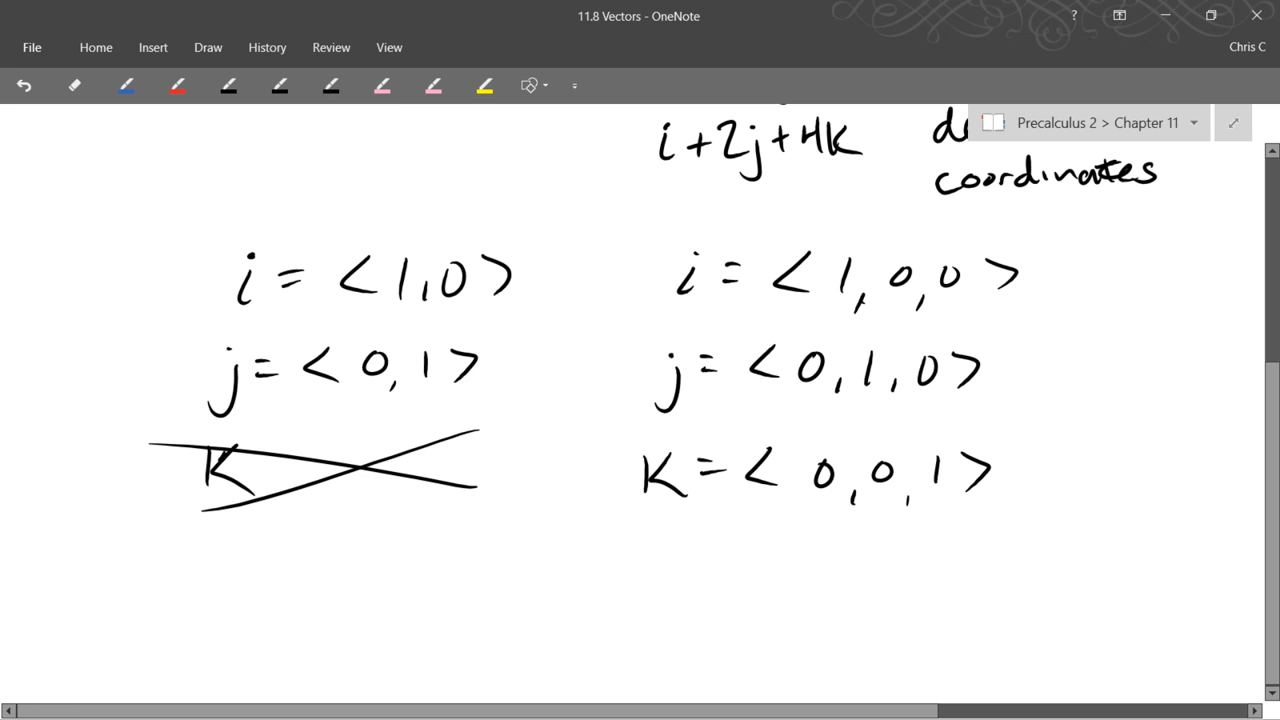 11.8 Vectors - OneNote
?
File Home Insert Draw History Review View
Chris C
Precalculus 2 > Chapter 11
i + 2j + 4K
coordinates
i = < 1, 0 >
j = < 0, 1 >
K
i = < 1, 0, 0 >
j = < 0, 1, 0 >
K = < 0, 0, 1 >